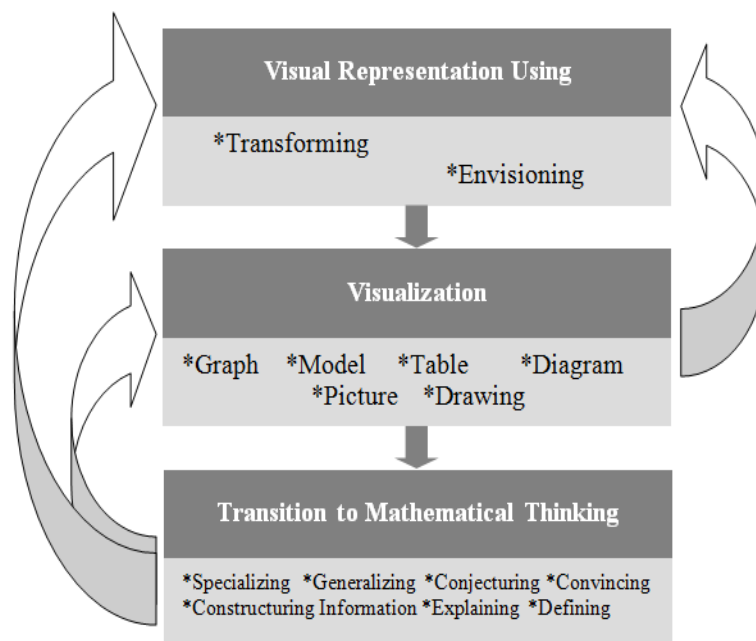 Visual Representation Using
*Transforming
*Envisioning
Visualization
*Graph *Model *Table *Diagram
*Picture *Drawing
Transition to Mathematical Thinking
*Specializing *Generalizing *Conjecturing *Convincing
*Constructuring Information *Explaining *Defining